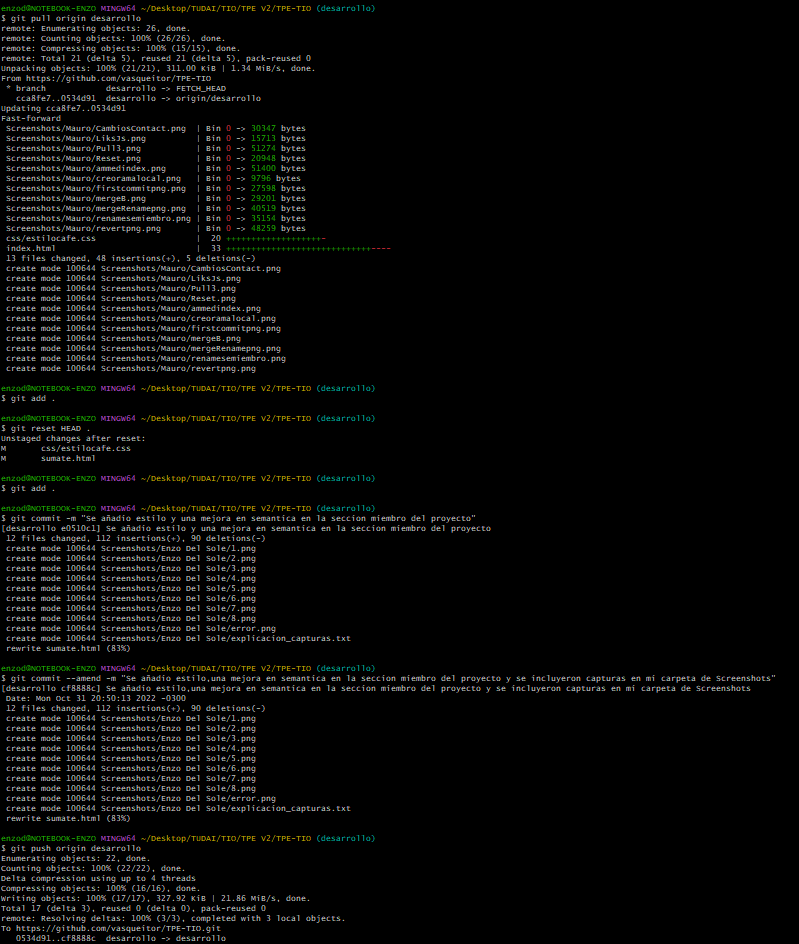 enzod@NOTEBOOK-ENZO MINGW64 ~/Desktop/TUDAI/TIO/TPE V2/TPE-TIO (desarrollo)
$ git pull origin desarrollo
remote: Enumerating objects: 26, done.
remote: Counting objects: 100% (26/26), done.
remote: Compressing objects: 100% (15/15), done.
remote: Total 21 (delta 5), reused 21 (delta 5), pack-reused 0
Unpacking objects: 100% (21/21), 311.00 KiB | 1.34 MiB/s, done.
From https://github.com/vasqueitor/TPE-TIO
 * branch            desarrollo -> FETCH_HEAD
   cca8fe7..0534d91  desarrollo -> origin/desarrollo
Updating cca8fe7..0534d91
Fast-forward
 Screenshots/Mauro/CambiosContact.png  | Bin 0 -> 30347 bytes
 Screenshots/Mauro/LiksJs.png          | Bin 0 -> 15713 bytes
 Screenshots/Mauro/Pull3.png           | Bin 0 -> 51274 bytes
 Screenshots/Mauro/Reset.png           | Bin 0 -> 20948 bytes
 Screenshots/Mauro/ammedindex.png      | Bin 0 -> 51400 bytes
 Screenshots/Mauro/creoramalocal.png   | Bin 0 -> 9796 bytes
 Screenshots/Mauro/firstcommitpng.png  | Bin 0 -> 27598 bytes
 Screenshots/Mauro/mergeB.png          | Bin 0 -> 29201 bytes
 Screenshots/Mauro/mergeRenamepng.png  | Bin 0 -> 40519 bytes
 Screenshots/Mauro/renamesemiembro.png | Bin 0 -> 35154 bytes
 Screenshots/Mauro/revertpng.png       | Bin 0 -> 48259 bytes
 css/estilocafe.css                    |  20 +++++++++++++++++++-
 index.html                            |  33 +++++++++++++++++++++++++++++----
 13 files changed, 48 insertions(+), 5 deletions(-)
 create mode 100644 Screenshots/Mauro/CambiosContact.png
 create mode 100644 Screenshots/Mauro/LiksJs.png
 create mode 100644 Screenshots/Mauro/Pull3.png
 create mode 100644 Screenshots/Mauro/Reset.png
 create mode 100644 Screenshots/Mauro/ammedindex.png
 create mode 100644 Screenshots/Mauro/creoramalocal.png
 create mode 100644 Screenshots/Mauro/firstcommitpng.png
 create mode 100644 Screenshots/Mauro/mergeB.png
 create mode 100644 Screenshots/Mauro/mergeRenamepng.png
 create mode 100644 Screenshots/Mauro/renamesemiembro.png
 create mode 100644 Screenshots/Mauro/revertpng.png
enzod@NOTEBOOK-ENZO MINGW64 ~/Desktop/TUDAI/TIO/TPE V2/TPE-TIO (desarrollo)
$ git add .
enzod@NOTEBOOK-ENZO MINGW64 ~/Desktop/TUDAI/TIO/TPE V2/TPE-TIO (desarrollo)
$ git reset HEAD .
Unstaged changes after reset:
M       css/estilocafe.css
M       sumate.html
enzod@NOTEBOOK-ENZO MINGW64 ~/Desktop/TUDAI/TIO/TPE V2/TPE-TIO (desarrollo)
$ git add .
enzod@NOTEBOOK-ENZO MINGW64 ~/Desktop/TUDAI/TIO/TPE V2/TPE-TIO (desarrollo)
$ git commit -m "Se añadio estilo y una mejora en semantica en la seccion miembro del proyecto"
[desarrollo e0510c1] Se añadio estilo y una mejora en semantica en la seccion miembro del proyecto
 12 files changed, 112 insertions(+), 90 deletions(-)
 create mode 100644 Screenshots/Enzo Del Sole/1.png
 create mode 100644 Screenshots/Enzo Del Sole/2.png
 create mode 100644 Screenshots/Enzo Del Sole/3.png
 create mode 100644 Screenshots/Enzo Del Sole/4.png
 create mode 100644 Screenshots/Enzo Del Sole/5.png
 create mode 100644 Screenshots/Enzo Del Sole/6.png
 create mode 100644 Screenshots/Enzo Del Sole/7.png
 create mode 100644 Screenshots/Enzo Del Sole/8.png
 create mode 100644 Screenshots/Enzo Del Sole/error.png
 create mode 100644 Screenshots/Enzo Del Sole/explicacion_capturas.txt
 rewrite sumate.html (83%)
enzod@NOTEBOOK-ENZO MINGW64 ~/Desktop/TUDAI/TIO/TPE V2/TPE-TIO (desarrollo)
$ git commit --amend -m "Se añadio estilo,una mejora en semantica en la seccion miembro del proyecto y se incluyeron capturas en mi carpeta de Screenshots"
[desarrollo cf8888c] Se añadio estilo,una mejora en semantica en la seccion miembro del proyecto y se incluyeron capturas en mi carpeta de Screenshots
 Date: Mon Oct 31 20:50:13 2022 -0300
 12 files changed, 112 insertions(+), 90 deletions(-)
 create mode 100644 Screenshots/Enzo Del Sole/1.png
 create mode 100644 Screenshots/Enzo Del Sole/2.png
 create mode 100644 Screenshots/Enzo Del Sole/3.png
 create mode 100644 Screenshots/Enzo Del Sole/4.png
 create mode 100644 Screenshots/Enzo Del Sole/5.png
 create mode 100644 Screenshots/Enzo Del Sole/6.png
 create mode 100644 Screenshots/Enzo Del Sole/7.png
 create mode 100644 Screenshots/Enzo Del Sole/8.png
 create mode 100644 Screenshots/Enzo Del Sole/error.png
 create mode 100644 Screenshots/Enzo Del Sole/explicacion_capturas.txt
 rewrite sumate.html (83%)
enzod@NOTEBOOK-ENZO MINGW64 ~/Desktop/TUDAI/TIO/TPE V2/TPE-TIO (desarrollo)
$ git push origin desarrollo
Enumerating objects: 22, done.
Counting objects: 100% (22/22), done.
Delta compression using up to 4 threads
Compressing objects: 100% (16/16), done.
Writing objects: 100% (17/17), 327.92 KiB | 21.86 MiB/s, done.
Total 17 (delta 3), reused 0 (delta 0), pack-reused 0
remote: Resolving deltas: 100% (3/3), completed with 3 local objects.
To https://github.com/vasqueitor/TPE-TIO.git
   0534d91..cf8888c  desarrollo -> desarrollo